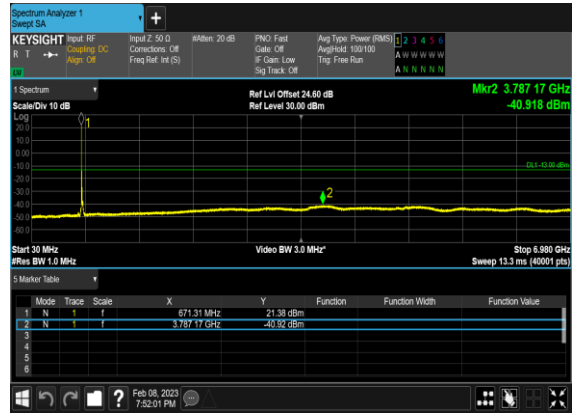 Spectrum Analyzer 1
Swept SA
+
KEYSIGHT Input: RF Input Z: 50 Ω #Atten: 20 dB PNO: Fast Avg Type: Power (RMS) 1 2 3 4 5 6
R T Coupling: DC Corrections: Off Gate: Off Avg|Hold: 100/100 A W W W W W
Align: Off Freq Ref: Int (S) IF Gain: Low Trig: Free Run
LW Sig Track: Off A N N N N N
1 Spectrum
Scale/Div 10 dB Ref Lvl Offset 24.60 dB Mkr2 3.787 17 GHz
Log Ref Level 30.00 dBm -40.918 dBm
1
20.0
10.0
0.00
-10.0 DL1 -13.00 dBm
-20.0
-30.0
2
-40.0
-50.0
-60.0
Start 30 MHz Video BW 3.0 MHz* Stop 6.980 GHz
#Res BW 1.0 MHz Sweep 13.3 ms (40001 pts)
5 Marker Table
Mode Trace Scale X Y Function Function Width Function Value
1 N 1 f 671.31 MHz 21.38 dBm
2 N 1 f 3.787 17 GHz -40.92 dBm
3
4
5
6
? Feb 08, 2023
7:52:01 PM